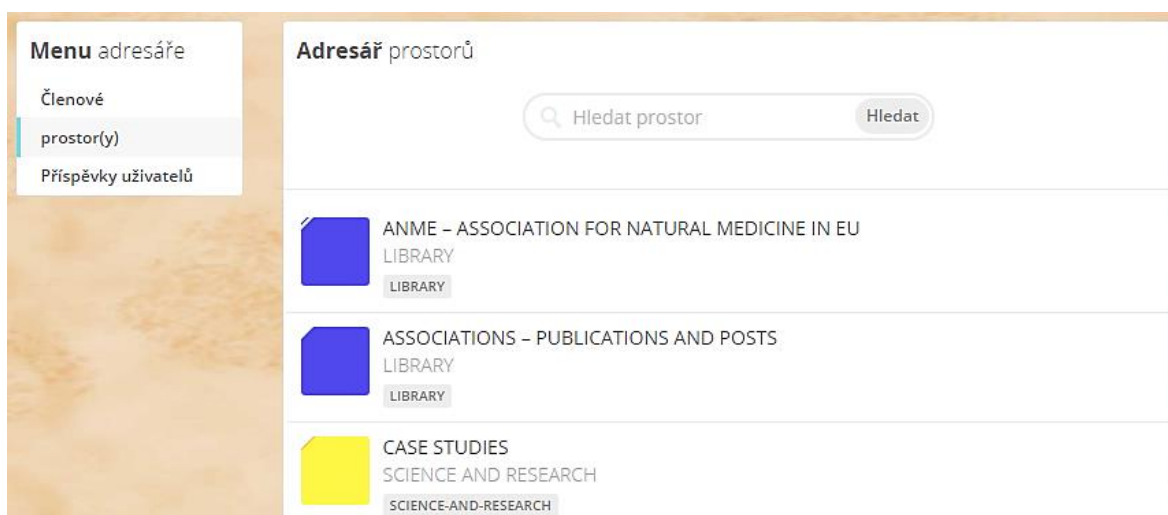 Menu adresáře
Členové
prostor(y)
Příspěvky uživatelů
Adresář prostorů
Hledat prostor
Hledat
ANME – ASSOCIATION FOR NATURAL MEDICINE IN EU
LIBRARY
LIBRARY
ASSOCIATIONS – PUBLICATIONS AND POSTS
LIBRARY
LIBRARY
CASE STUDIES
SCIENCE AND RESEARCH
SCIENCE-AND-RESEARCH